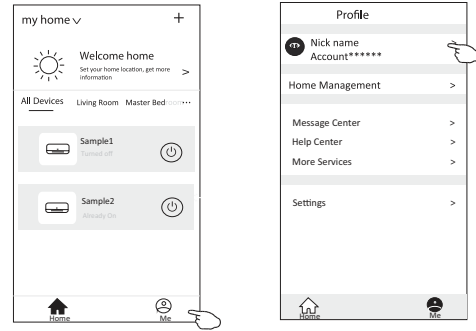 my home
Welcome home
Set your home location, get more
information
All Devices Living Room Master Bedroom...
Sample1
Turned off
Sample2
Already On
Home Me
Profile
Nick name
Account******
Home Management >
Message Center >
Help Center >
More Services >
Settings >
Home Me